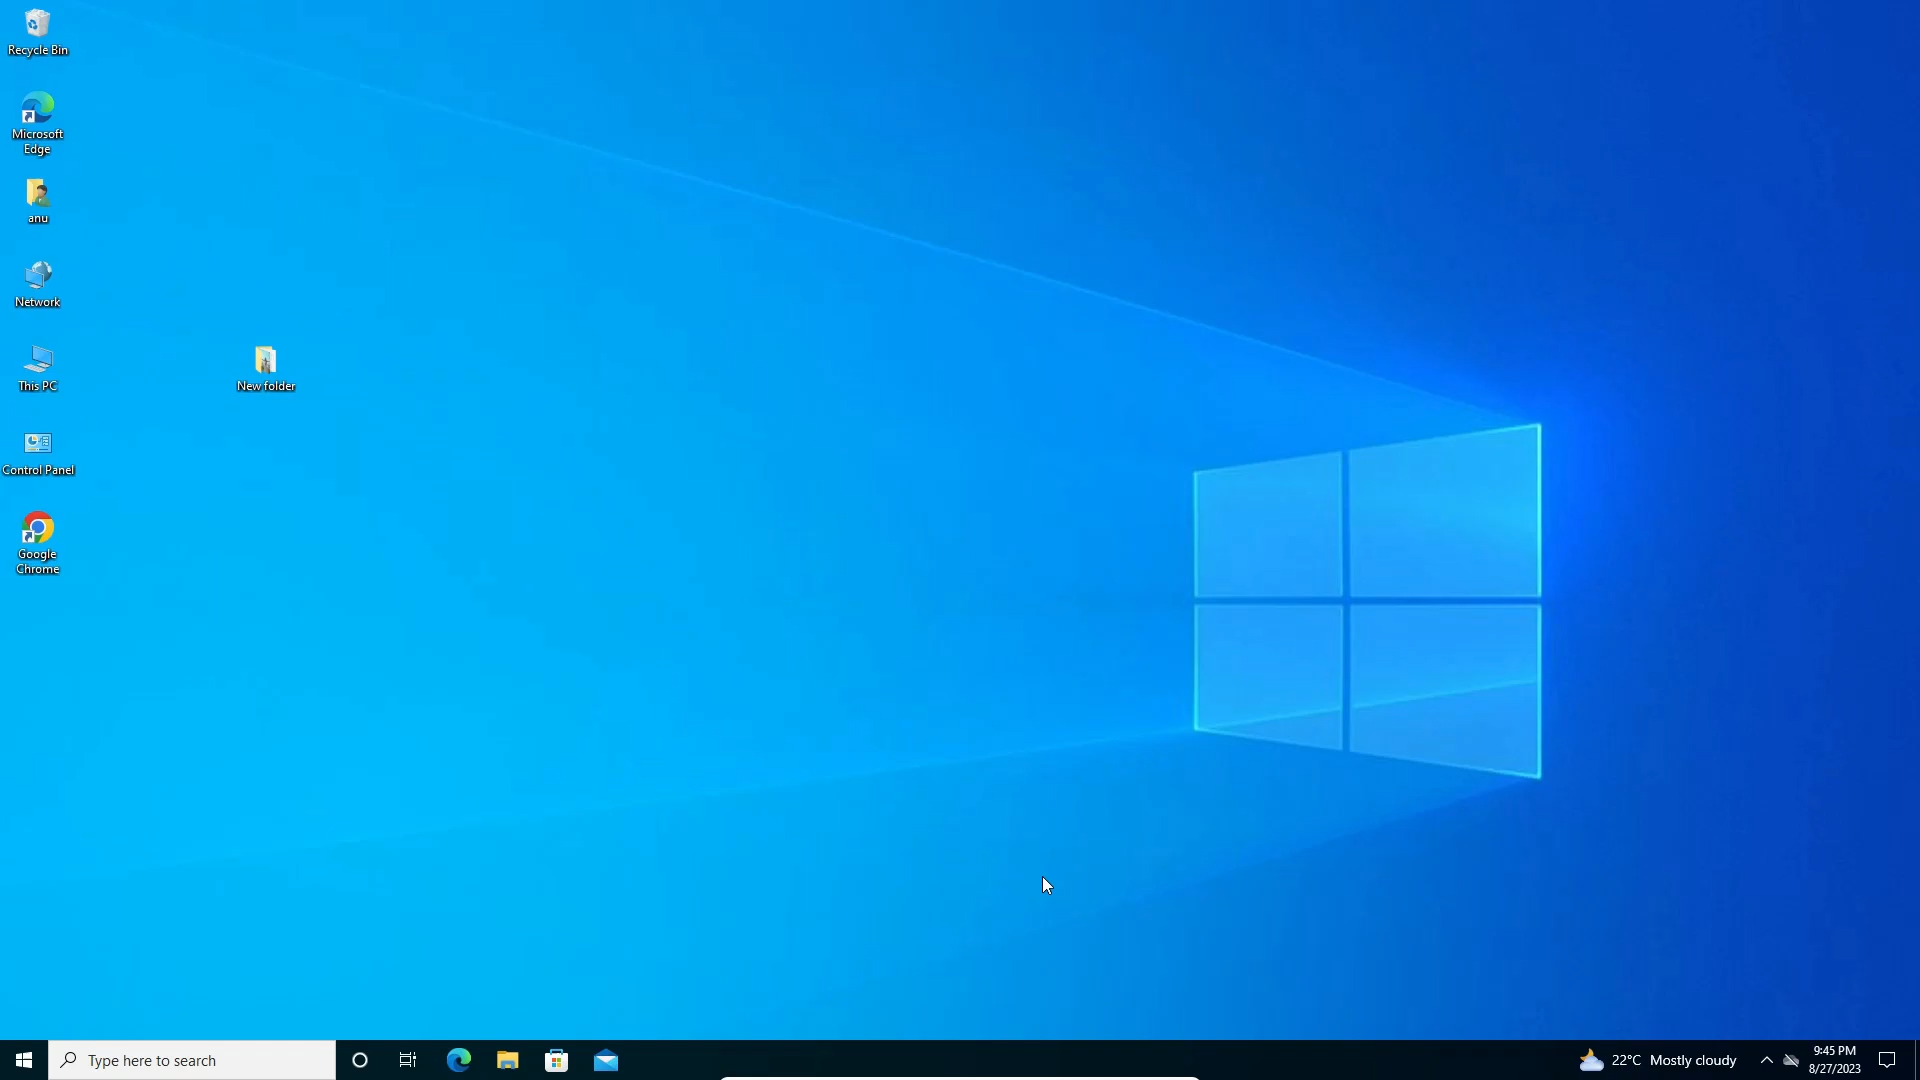 Recycle Bin
Microsoft
Edge
anu
Network
This PC
New folder
Control Panel
Google
Chrome
Type here to search
22°C Mostly cloudy
9:45 PM
8/27/2023